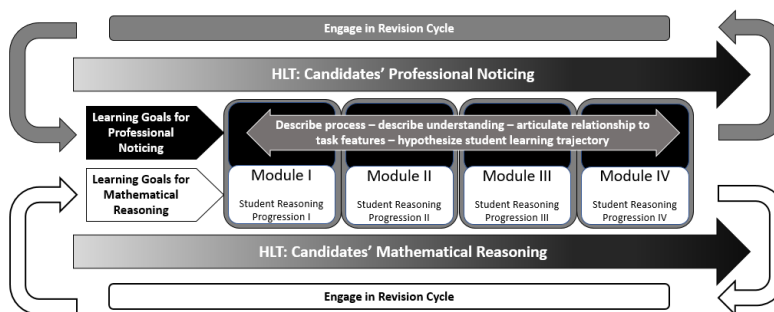 Engage in Revision Cycle
HLT: Candidates' Professional Noticing
Learning Goals for
Professional
Noticing
Describe process – describe understanding – articulate relationship to
task features – hypothesize student learning trajectory
Learning Goals for
Mathematical
Reasoning
Module I
Student Reasoning
Progression I
Module II
Student Reasoning
Progression II
Module III
Student Reasoning
Progression III
Module IV
Student Reasoning
Progression IV
HLT: Candidates' Mathematical Reasoning
Engage in Revision Cycle